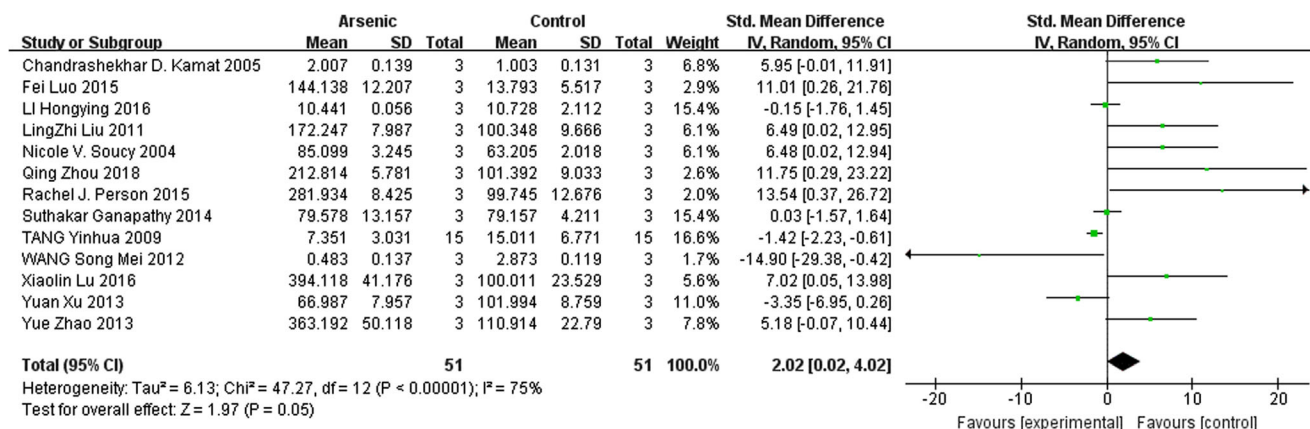 Arsenic Control Std. Mean Difference Std. Mean Difference
Study or Subgroup Mean SD Total Mean SD Total Weight IV, Random, 95% CI IV, Random, 95% CI
Chandrashekhar D. Kamat 2005 2.007 0.139 3 1.003 0.131 3 6.8% 5.95 [-0.01, 11.91]
Fei Luo 2015 144.138 12.207 3 13.793 5.517 3 2.9% 11.01 [0.26, 21.76]
LI Hongying 2016 10.441 0.056 3 10.728 2.112 3 15.4% -0.15 [-1.76, 1.45]
LingZhi Liu 2011 172.247 7.987 3 100.348 9.666 3 6.1% 6.49 [0.02, 12.95]
Nicole V. Soucy 2004 85.099 3.245 3 63.205 2.018 3 6.1% 6.48 [0.02, 12.94]
Qing Zhou 2018 212.814 5.781 3 101.392 9.033 3 2.6% 11.75 [0.29, 23.22]
Rachel J. Person 2015 281.934 8.425 3 99.745 12.676 3 2.0% 13.54 [0.37, 26.72]
Suthakar Ganapathy 2014 79.578 13.157 3 79.157 4.211 3 15.4% 0.03 [-1.57, 1.64]
TANG Yinhua 2009 7.351 3.031 15 15.011 6.771 15 16.6% -1.42 [-2.23, -0.61]
WANG Song Mei 2012 0.483 0.137 3 2.873 0.119 3 1.7% -14.90 [-29.38, -0.42]
Xiaolin Lu 2016 394.118 41.176 3 100.011 23.529 3 5.6% 7.02 [0.05, 13.98]
Yuan Xu 2013 66.987 7.957 3 101.994 8.759 3 11.0% -3.35 [-6.95, 0.26]
Yue Zhao 2013 363.192 50.118 3 110.914 22.79 3 7.8% 5.18 [-0.07, 10.44]
Total (95% CI) 51 51 100.0% 2.02 [0.02, 4.02]
Heterogeneity: Tau² = 6.13; Chi² = 47.27, df = 12 (P < 0.00001); I² = 75%
Test for overall effect: Z = 1.97 (P = 0.05)
-20 -10 0 10 20
Favours [experimental] Favours [control]